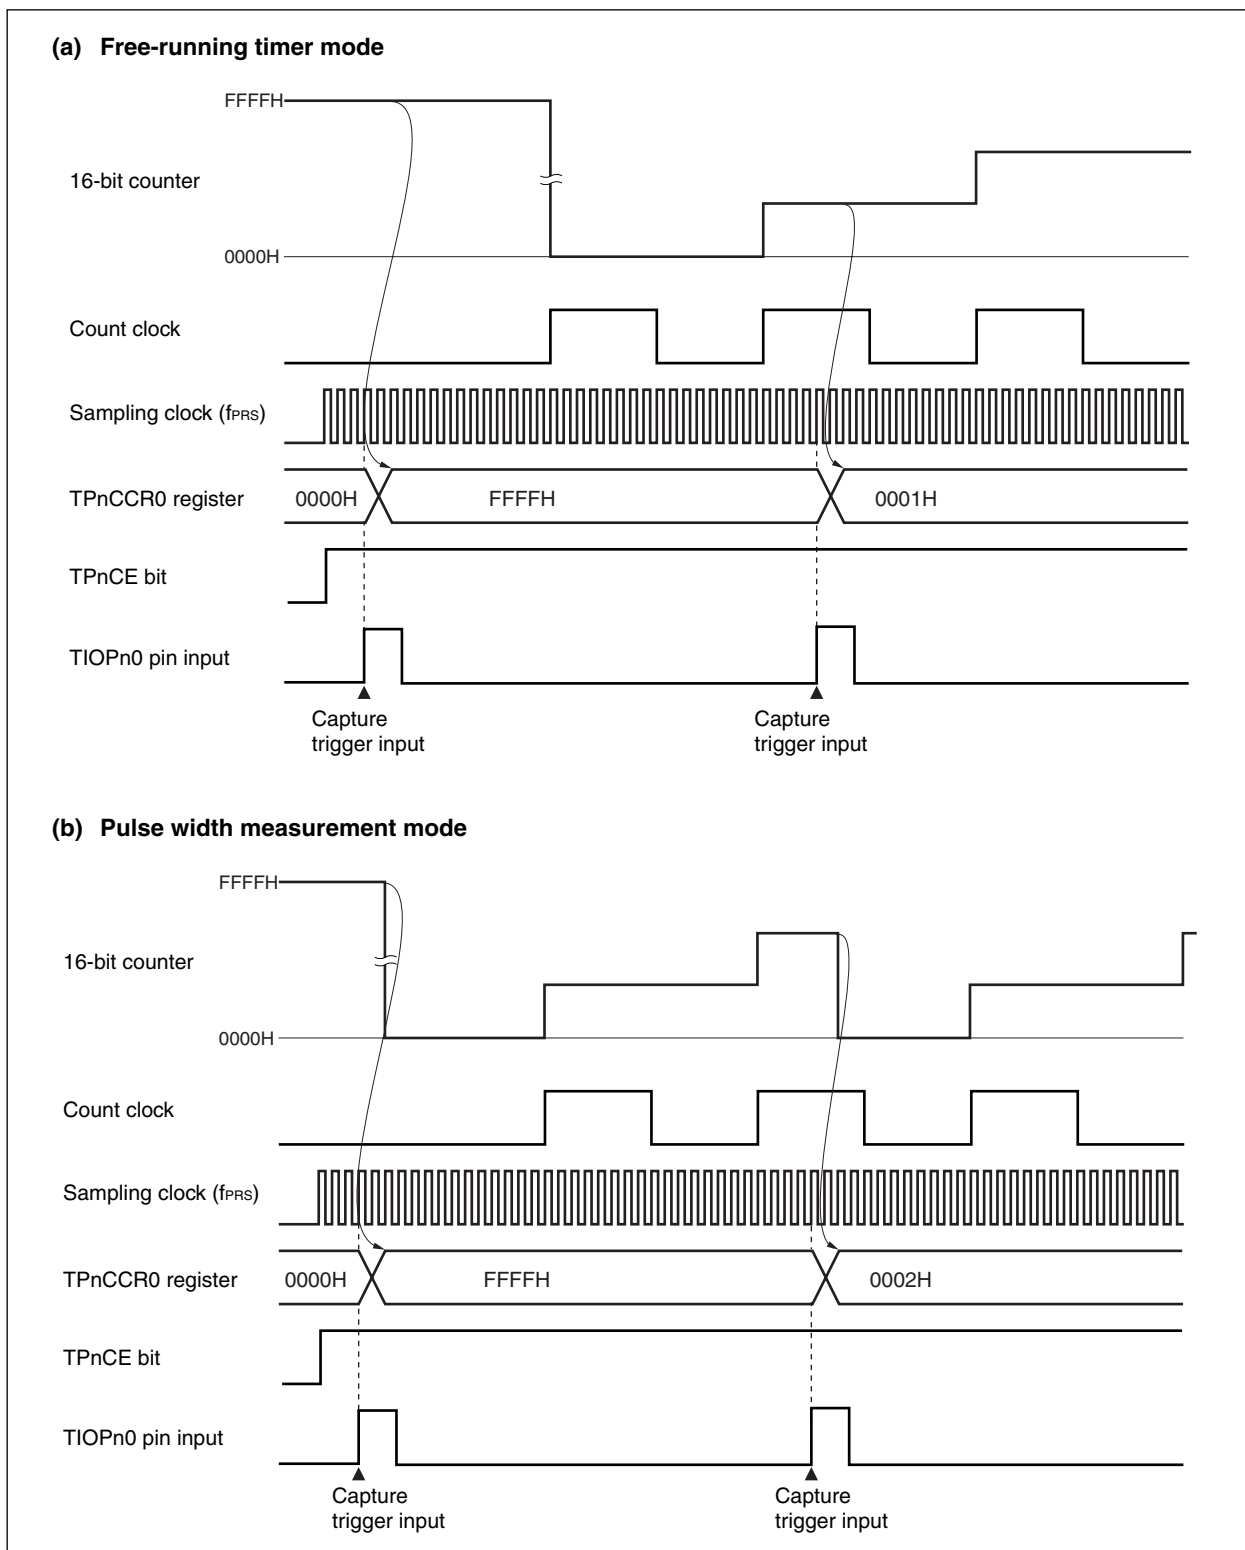 (a) Free-running timer mode
FFFFH
16-bit counter
0000H
Count clock
Sampling clock (fPRS)
TPnCCR0 register
0000H
FFFFH
0001H
TPnCE bit
TIOPn0 pin input
Capture
trigger input
Capture
trigger input
(b) Pulse width measurement mode
FFFFH
16-bit counter
0000H
Count clock
Sampling clock (fPRS)
TPnCCR0 register
0000H
FFFFH
0002H
TPnCE bit
TIOPn0 pin input
Capture
trigger input
Capture
trigger input